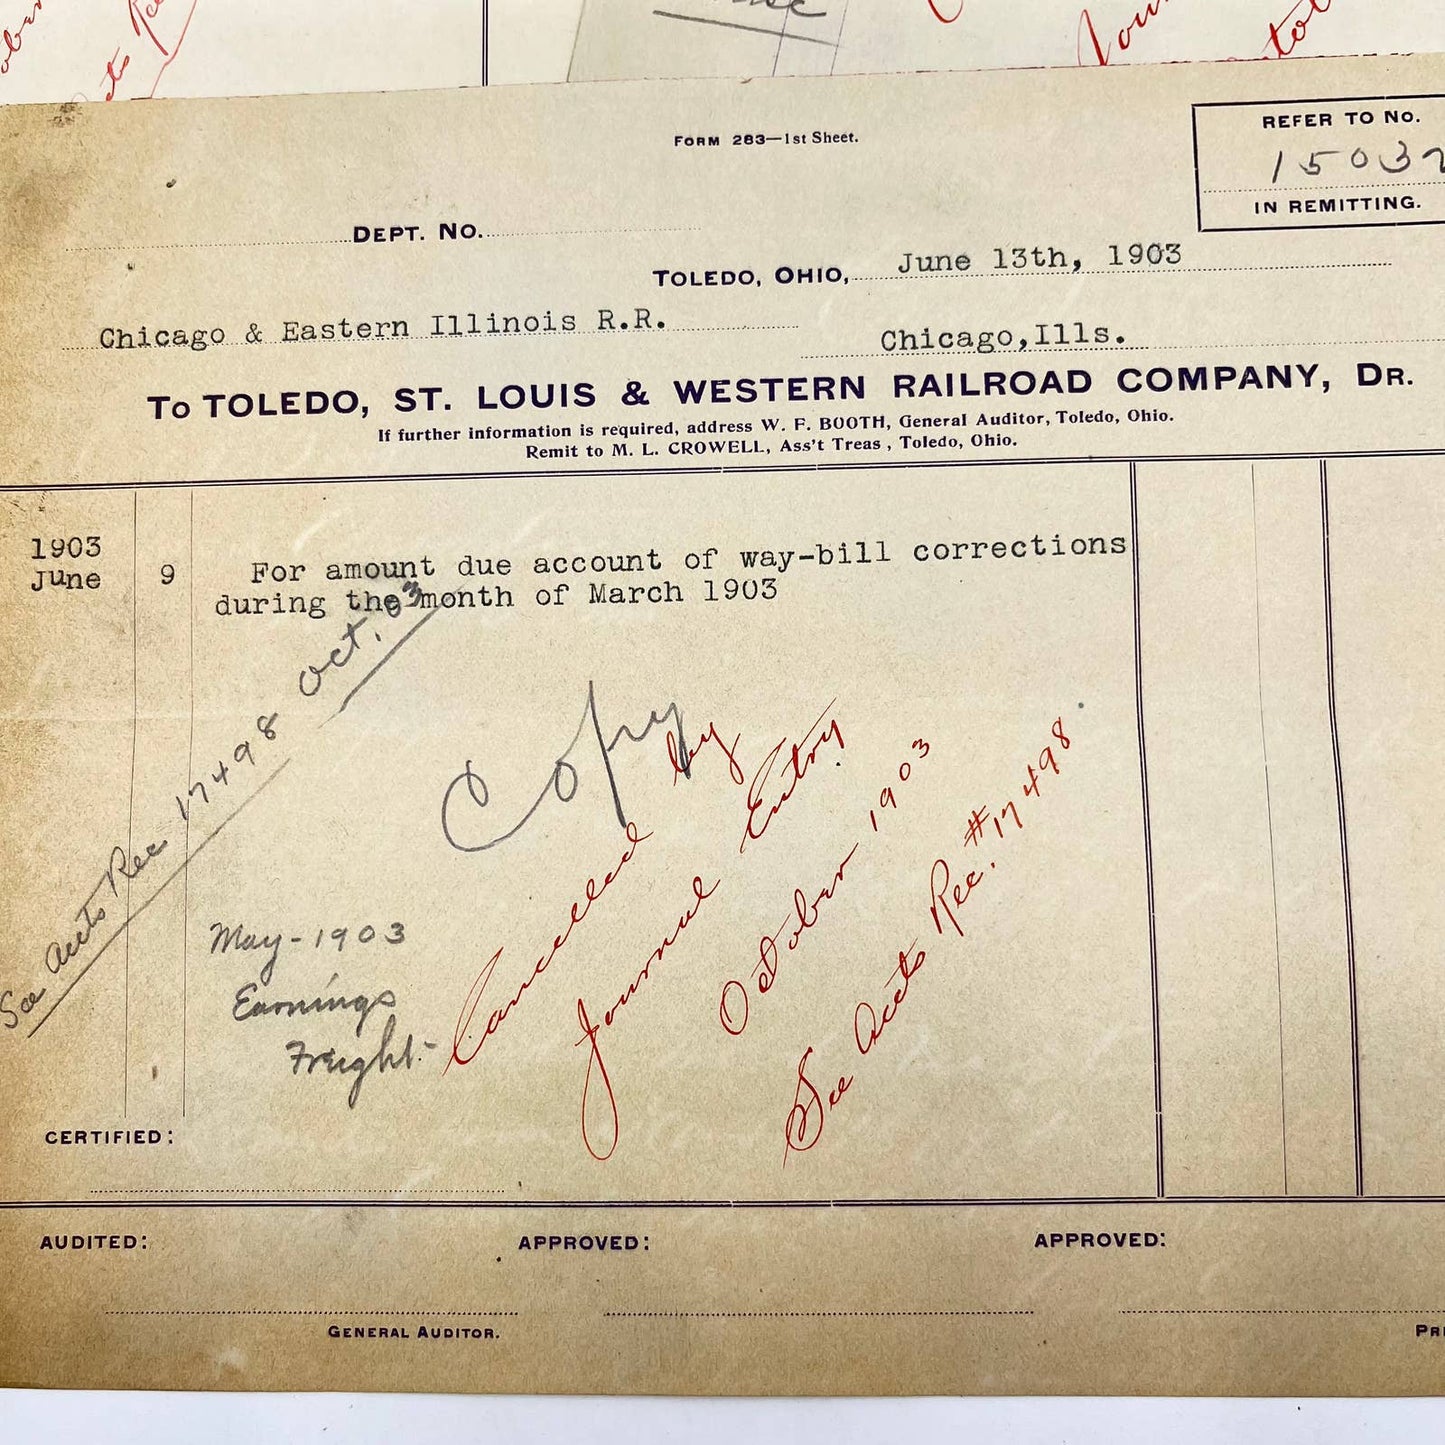 FORM 283—1st Sheet.
REFER TO NO.
15032
IN REMITTING.
DEPT. NO.
TOLEDO, OHIO, June 13th, 1903
Chicago & Eastern Illinois R.R. Chicago,Ills.
TO TOLEDO, ST. LOUIS & WESTERN RAILROAD COMPANY, DR.
If further information is required, address W. F. BOOTH, General Auditor, Toledo, Ohio.
Remit to M. L. CROWELL, Ass't Treas , Toledo, Ohio.
1903
June 9 For amount due account of way-bill corrections
during the month of March 1903
See Accts Rec 17498 Oct. 03
Copy
Cancelled by
Journal Entry
October 1903
See Accts Rec. #17498.
May-1903
Earnings
Freight-
CERTIFIED:
AUDITED: APPROVED: APPROVED:
GENERAL AUDITOR.